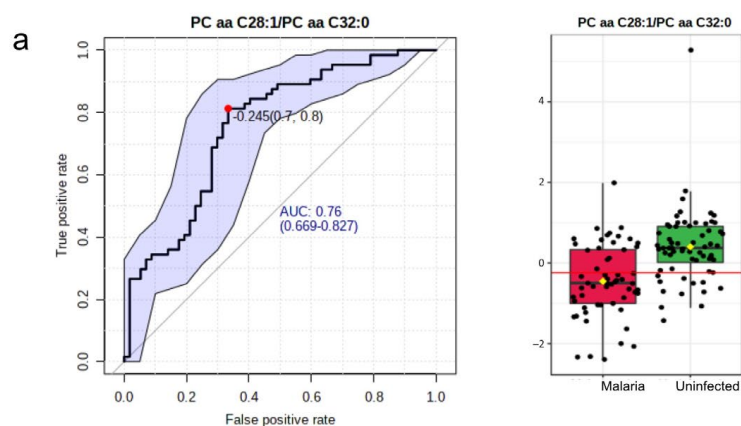 a
PC aa C28:1/PC aa C32:0
True positive rate
1.0
0.8
0.6
0.4
0.2
0.0
-0.245(0.7, 0.8)
AUC: 0.76
(0.669-0.827)
0.0 0.2 0.4 0.6 0.8 1.0
False positive rate
PC aa C28:1/PC aa C32:0
4
2
0
−2
Malaria Uninfected